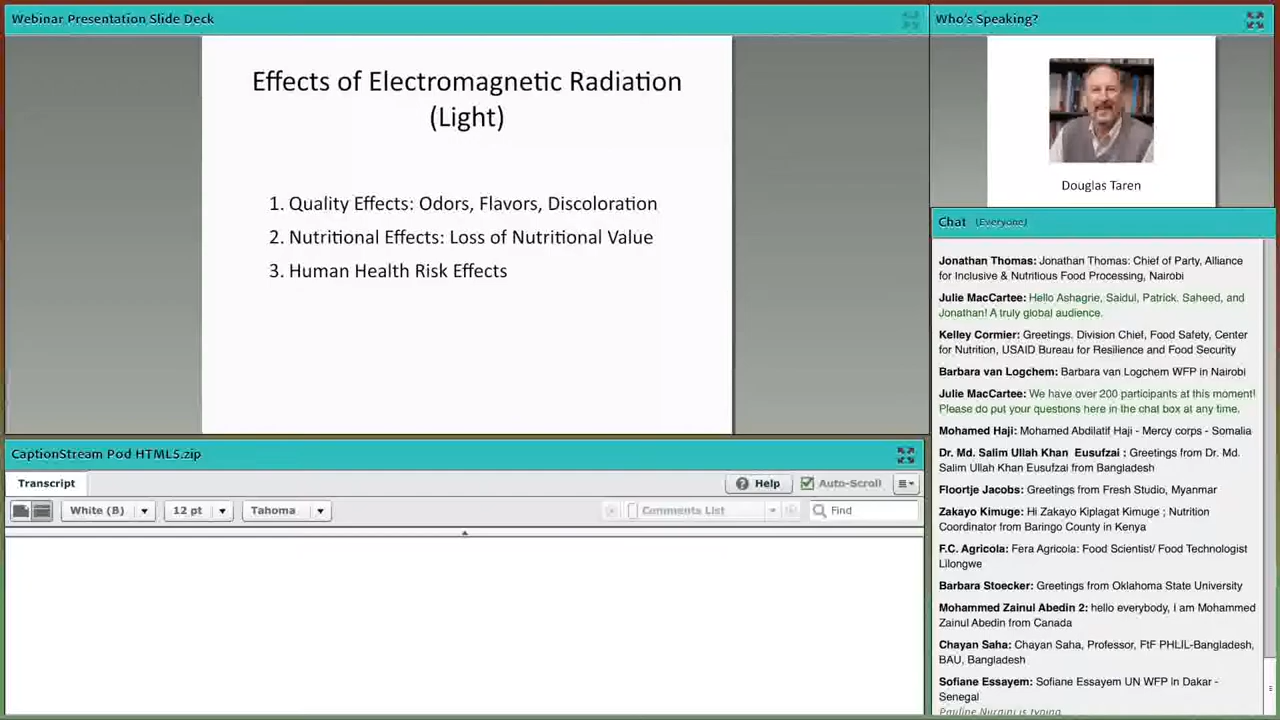 Webinar Presentation Slide Deck
Effects of Electromagnetic Radiation
(Light)
1. Quality Effects: Odors, Flavors, Discoloration
2. Nutritional Effects: Loss of Nutritional Value
3. Human Health Risk Effects
Who's Speaking?
Douglas Taren
Chat (Everyone)
Jonathan Thomas: Jonathan Thomas: Chief of Party, Alliance
for Inclusive & Nutritious Food Processing, Nairobi
Julie MacCartee: Hello Ashagrie, Saidul, Patrick. Saheed, and
Jonathan! A truly global audience.
Kelley Cormier: Greetings. Division Chief, Food Safety, Center
for Nutrition, USAID Bureau for Resilience and Food Security
Barbara van Logchem: Barbara van Logchem WFP in Nairobi
Julie MacCartee: We have over 200 participants at this moment!
Please do put your questions here in the chat box at any time.
Mohamed Haji: Mohamed Abdilatif Haji - Mercy corps - Somalia
Dr. Md. Salim Ullah Khan Eusufzai : Greetings from Dr. Md.
Salim Ullah Khan Eusufzai from Bangladesh
Floortje Jacobs: Greetings from Fresh Studio, Myanmar
Zakayo Kimuge: Hi Zakayo Kiplagat Kimuge ; Nutrition
Coordinator from Baringo County in Kenya
F.C. Agricola: Fera Agricola: Food Scientist/ Food Technologist
Lilongwe
Barbara Stoecker: Greetings from Oklahoma State University
Mohammed Zainul Abedin 2: hello everybody, I am Mohammed
Zainul Abedin from Canada
Chayan Saha: Chayan Saha, Professor, FtF PHLIL-Bangladesh,
BAU, Bangladesh
Sofiane Essayem: Sofiane Essayem UN WFP in Dakar -
Senegal
Pauline Nurgini is typing
CaptionStream Pod HTML5.zip
Transcript
Help
Auto-Scroll
White (B)
12 pt
Tahoma
Comments List
Find